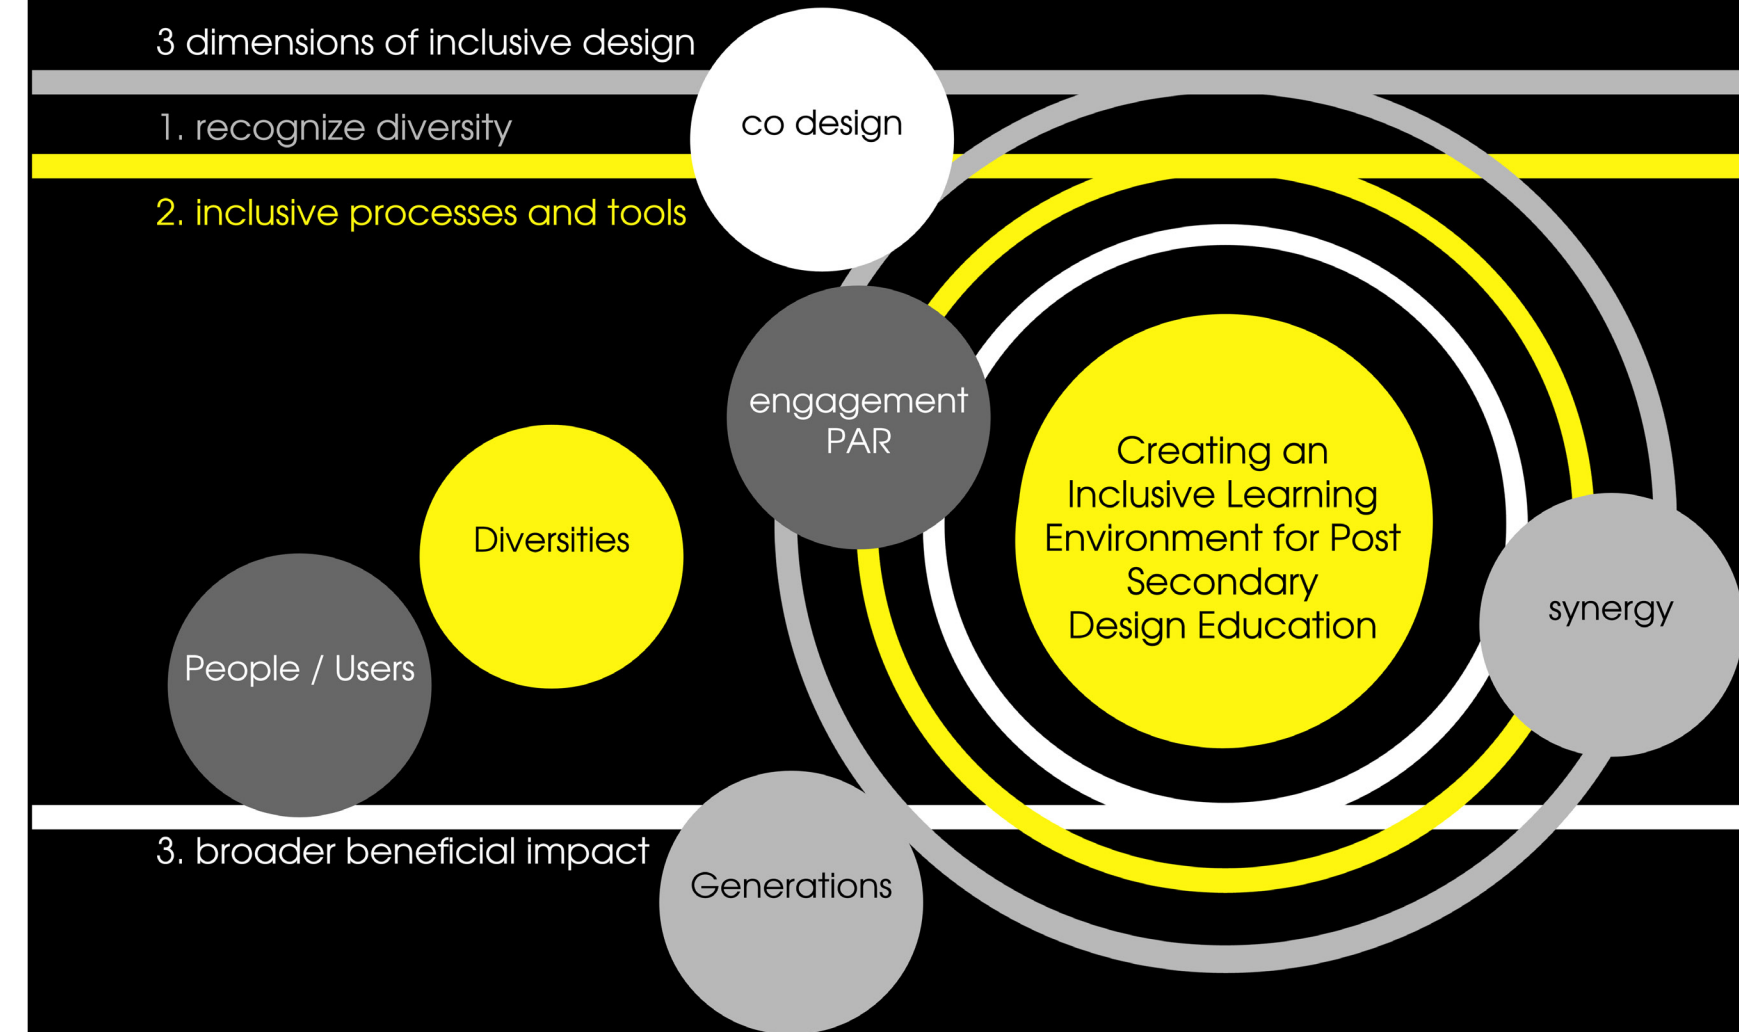 3 dimensions of inclusive design
1. recognize diversity
2. inclusive processes and tools
co design
engagement
PAR
Diversities
People / Users
Creating an
Inclusive Learning
Environment for Post
Secondary
Design Education
synergy
3. broader beneficial impact
Generations